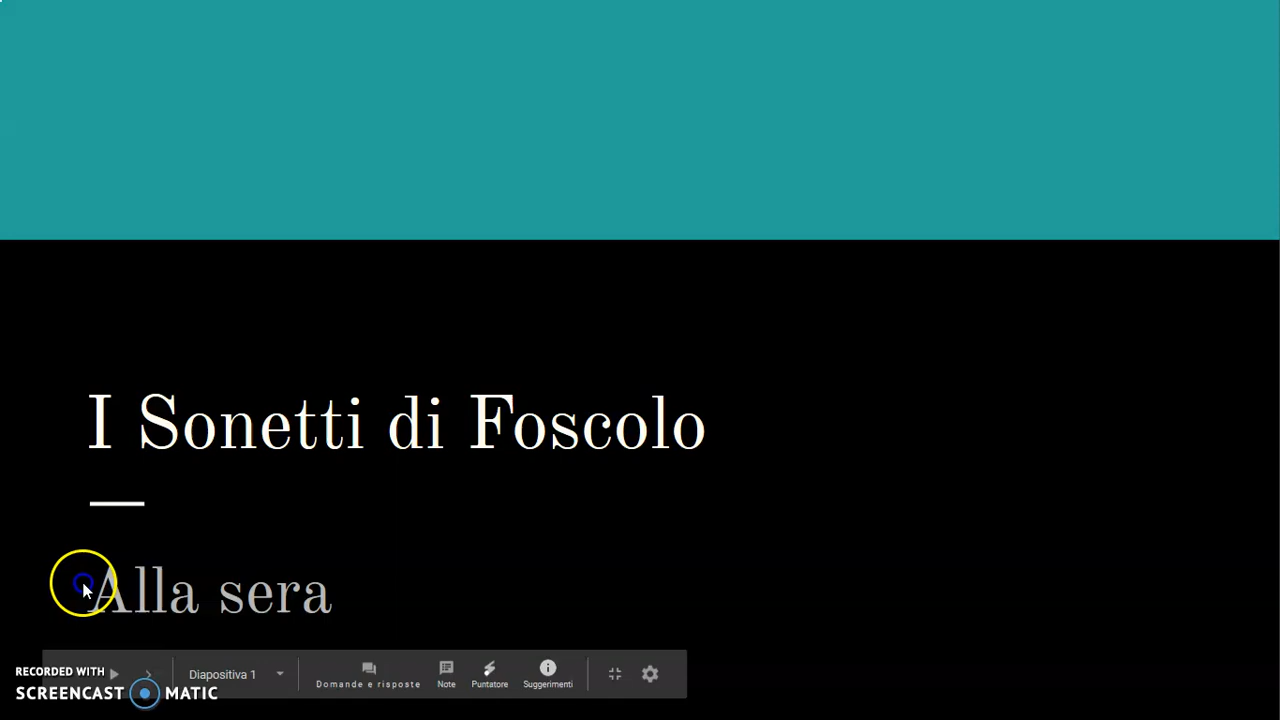 I Sonetti di Foscolo
Alla sera
RECORDED WITH
SCREENCAST MATIC
Diapositiva 1
Domande e risposte
Note
Puntatore
Suggerimenti